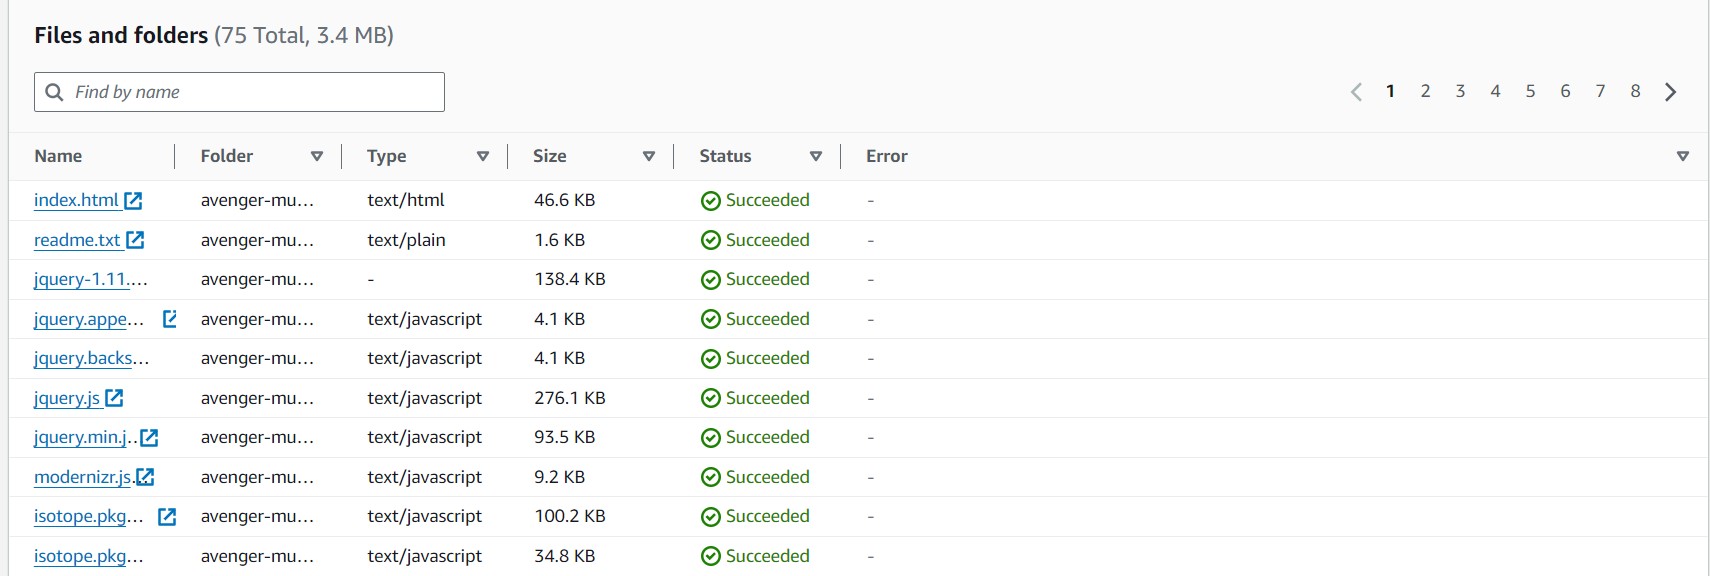 Files and folders (75 Total, 3.4 MB)
Find by name
1 2 3 4 5 6 7 8
Name Folder Type Size Status Error
index.html avenger-mu... text/html 46.6 KB Succeeded -
readme.txt avenger-mu... text/plain 1.6 KB Succeeded -
jquery-1.11.... avenger-mu... - 138.4 KB Succeeded -
jquery.appe... avenger-mu... text/javascript 4.1 KB Succeeded -
jquery.backs... avenger-mu... text/javascript 4.1 KB Succeeded -
jquery.js avenger-mu... text/javascript 276.1 KB Succeeded -
jquery.min.j... avenger-mu... text/javascript 93.5 KB Succeeded -
modernizr.js... avenger-mu... text/javascript 9.2 KB Succeeded -
isotope.pkg... avenger-mu... text/javascript 100.2 KB Succeeded -
isotope.pkg... avenger-mu... text/javascript 34.8 KB Succeeded -